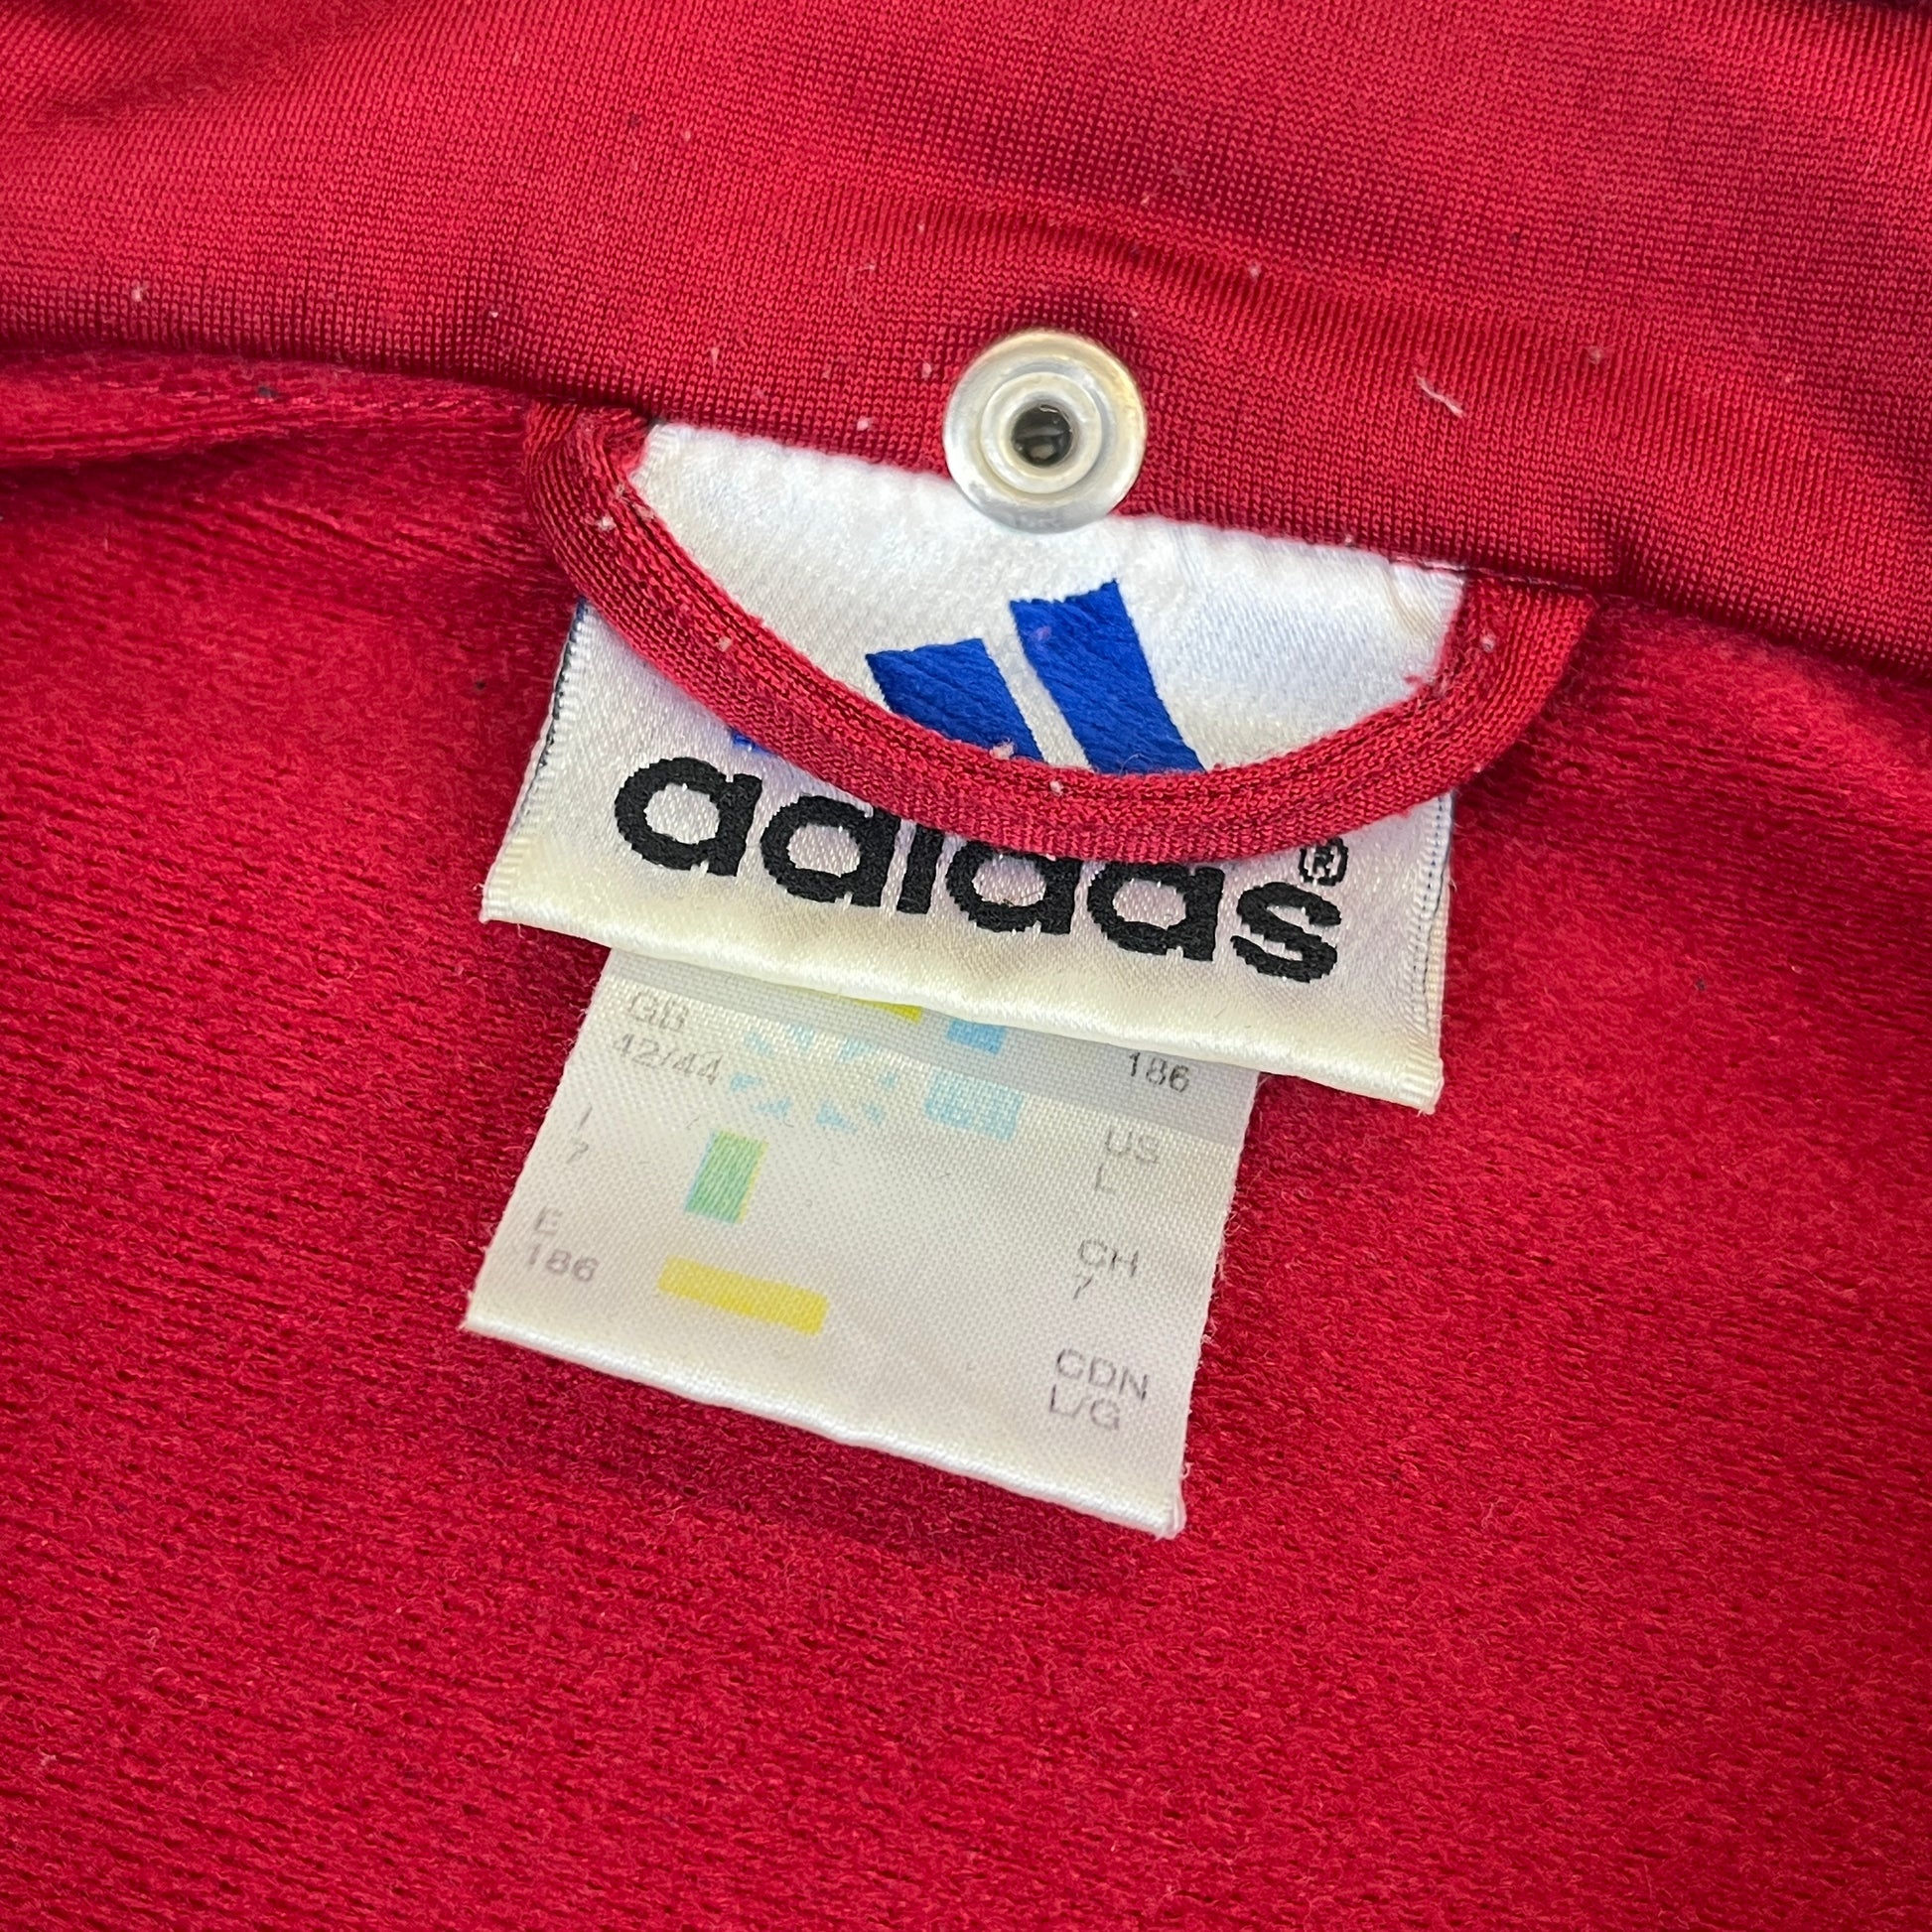 adidas®
GB
42/44
I
7
E
186
186
US
L
CH
7
CDN
L/G